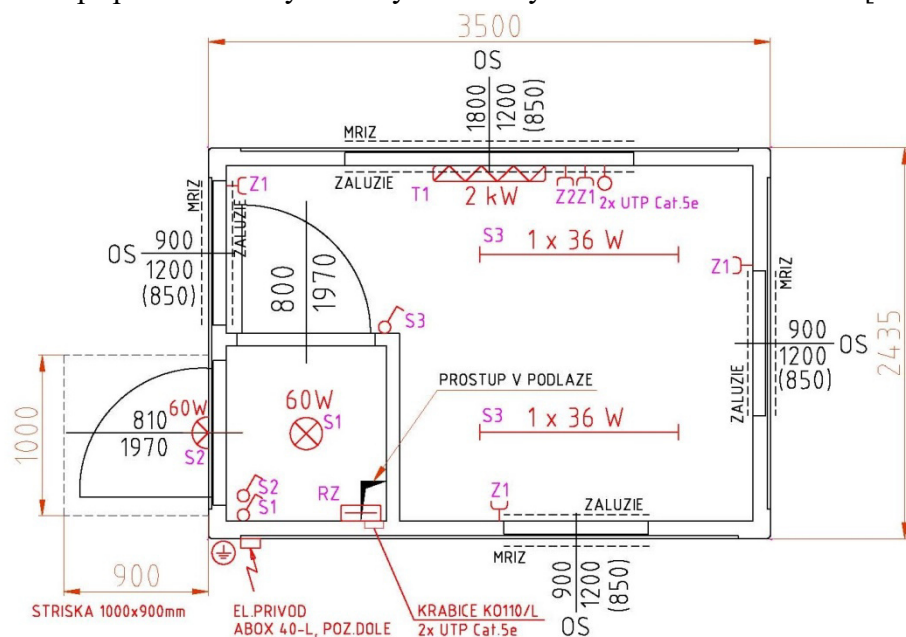 3500
OS
1800
1200
(850)
MRIZ
ZALUZIE
T1
2 kW
Z2
Z1
2x UTP Cat.5e
Z1
MRIZ
ZALUZIE
OS
900
1200
(850)
800
1970
S3
1 x 36 W
S3
Z1
MRIZ
900
1200
(850)
OS
ZALUZIE
2435
PROSTUP V PODLAZE
1000
60W
810
1970
S2
60W
S1
S3
1 x 36 W
S2
S1
RZ
Z1
ZALUZIE
MRIZ
900
1200
(850)
OS
900
STRISKA 1000x900mm
EL.PRIVOD
ABOX 40-L, POZ.DOLE
KRABICE KO110/L
2x UTP Cat.5e